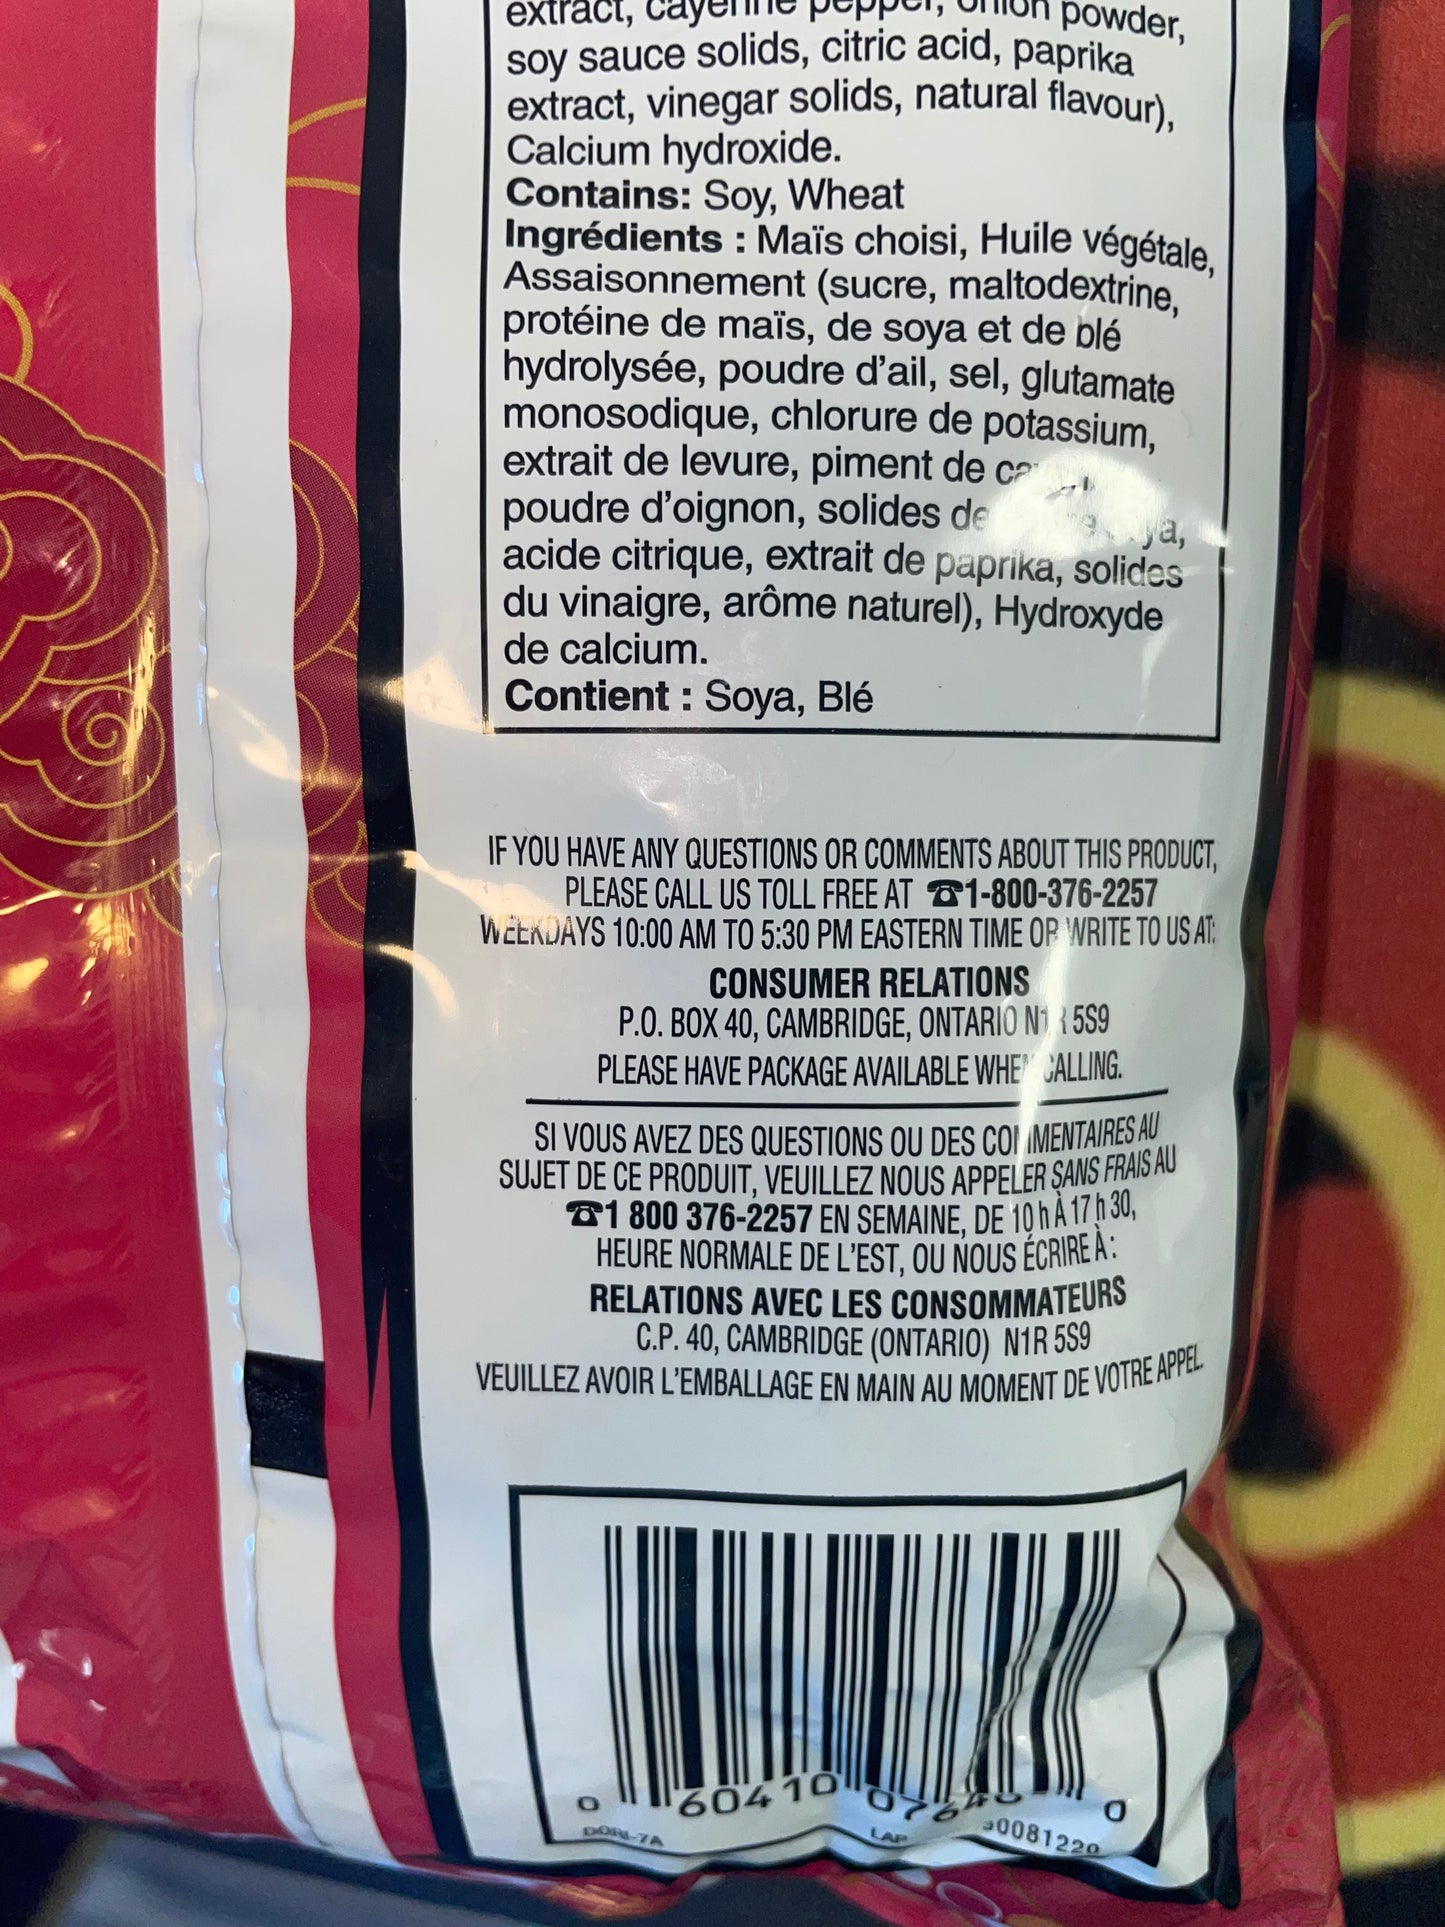 extract, cayenne pepper, onion powder,
soy sauce solids, citric acid, paprika
extract, vinegar solids, natural flavour),
Calcium hydroxide.
Contains: Soy, Wheat
Ingrédients : Maïs choisi, Huile végétale,
Assaisonnement (sucre, maltodextrine,
protéine de maïs, de soya et de blé
hydrolysée, poudre d'ail, sel, glutamate
monosodique, chlorure de potassium,
extrait de levure, piment de
poudre d'oignon, solides de
acide citrique, extrait de paprika, solides
du vinaigre, arôme naturel), Hydroxyde
de calcium.
Contient : Soya, Blé
IF YOU HAVE ANY QUESTIONS OR COMMENTS ABOUT THIS PRODUCT,
PLEASE CALL US TOLL FREE AT ☎1-800-376-2257
WEEKDAYS 10:00 AM TO 5:30 PM EASTERN TIME OR WRITE TO US AT:
CONSUMER RELATIONS
P.O. BOX 40, CAMBRIDGE, ONTARIO N1R 5S9
PLEASE HAVE PACKAGE AVAILABLE WHEN CALLING.
SI VOUS AVEZ DES QUESTIONS OU DES COMMENTAIRES AU
SUJET DE CE PRODUIT, VEUILLEZ NOUS APPELER SANS FRAIS AU
☎1 800 376-2257 EN SEMAINE, DE 10 h À 17 h 30,
HEURE NORMALE DE L'EST, OU NOUS ÉCRIRE À :
RELATIONS AVEC LES CONSOMMATEURS
C.P. 40, CAMBRIDGE (ONTARIO) N1R 5S9
VEUILLEZ AVOIR L'EMBALLAGE EN MAIN AU MOMENT DE VOTRE APPEL.
0 60410 0
DORI-7A LAP